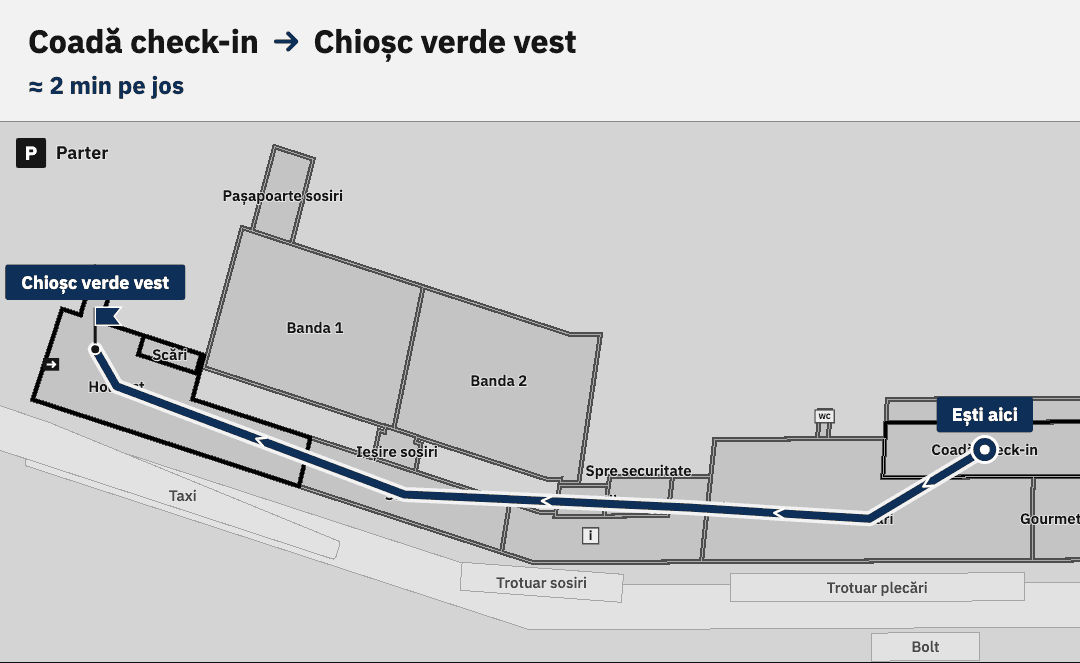 Coadă check-in → Chioșc verde vest
≈ 2 min pe jos
P Parter
Pașapoarte sosiri
Chioșc verde vest
Banda 1
Scări
Banda 2
wc
Ești aici
Ieșire sosiri
Spre securitate
Taxi
i
Gourmet
Trotuar sosiri
Trotuar plecări
Bolt